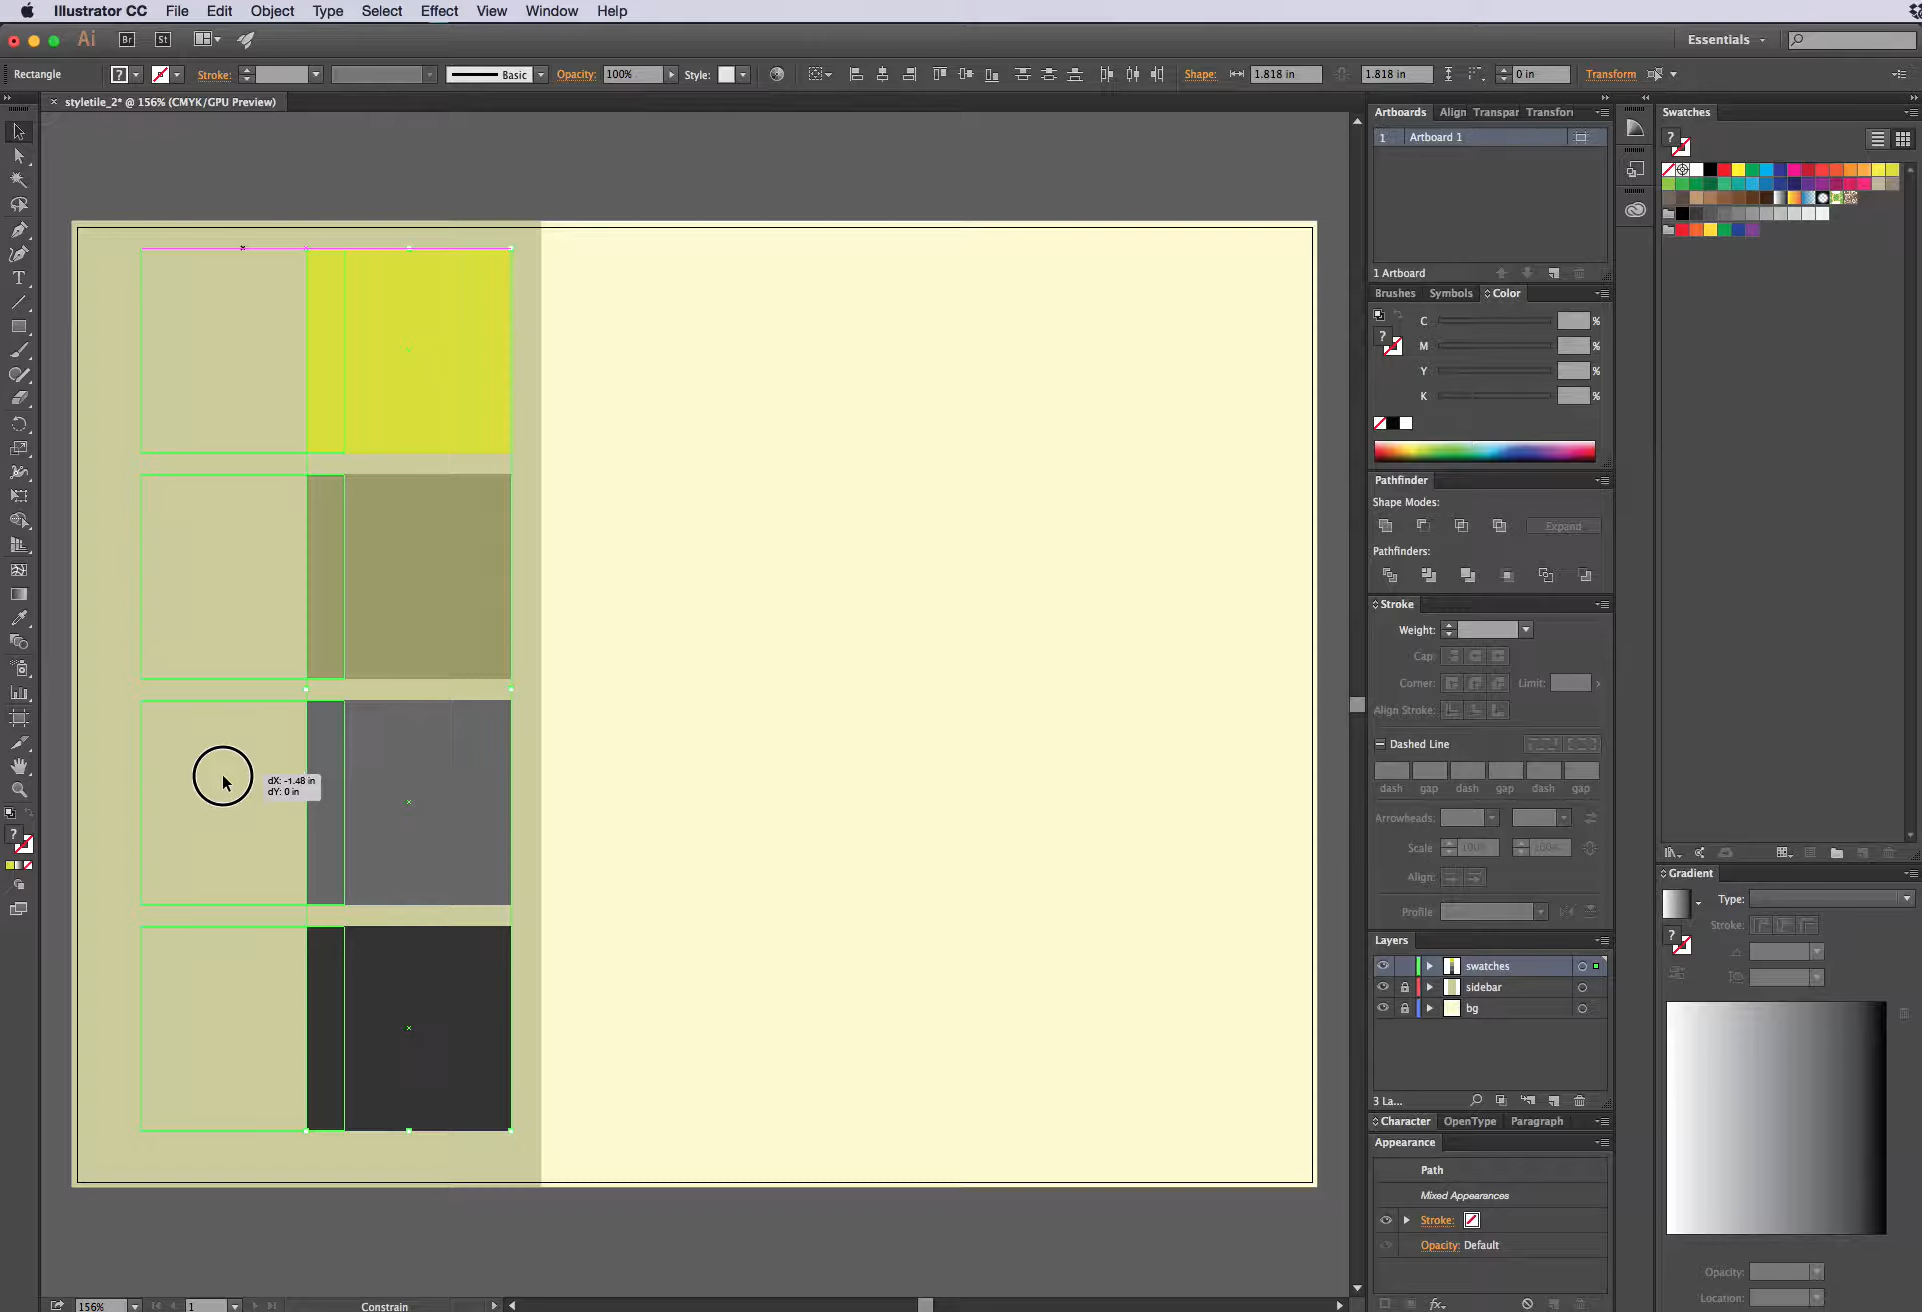 Illustrator CC File Edit Object Type Select Effect View Window Help
Ai Br St Essentials
Rectangle ? Stroke: Basic Opacity: 100% Style: Shape: 1.818 in 1.818 in 0 in Transform
× styletile_2* @ 156% (CMYK/GPU Preview)
Artboards Align Transpar Transform
1 Artboard 1
1 Artboard
Brushes Symbols Color
C %
M %
Y %
K %
Pathfinder
Shape Modes:
Expand
Pathfinders:
Stroke
Weight:
Cap:
Corner: Limit:
Align Stroke:
Dashed Line
dash gap dash gap dash gap
Arrowheads:
Scale 100% 100%
Align:
Profile
Layers
swatches
sidebar
bg
3 La...
Character OpenType Paragraph
Appearance
Path
Mixed Appearances
Stroke:
Opacity: Default
fx
Swatches
?
Gradient
Type:
Stroke:
?
Opacity:
Location:
dX: -1.48 in
dY: 0 in
T
?
156% 1 Constrain